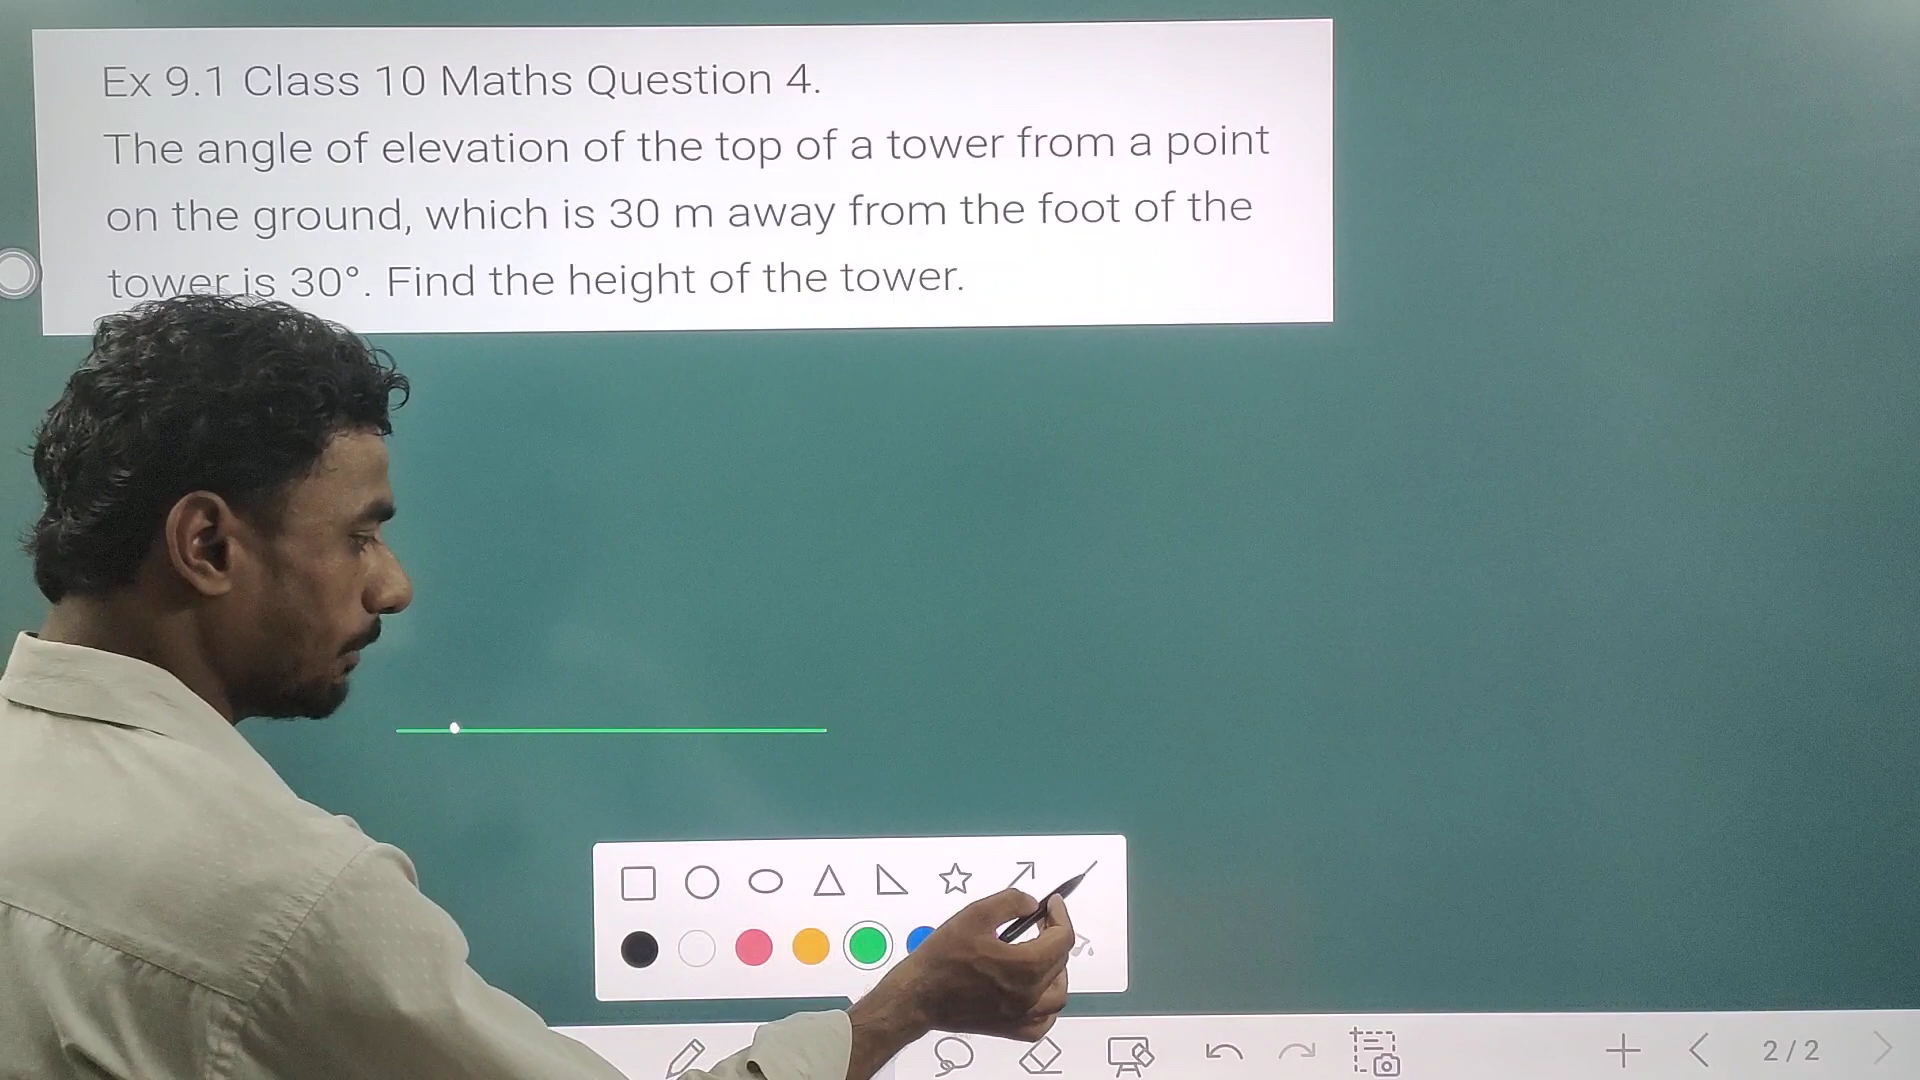 Ex 9.1 Class 10 Maths Question 4.
The angle of elevation of the top of a tower from a point
on the ground, which is 30 m away from the foot of the
tower is 30°. Find the height of the tower.
2/2